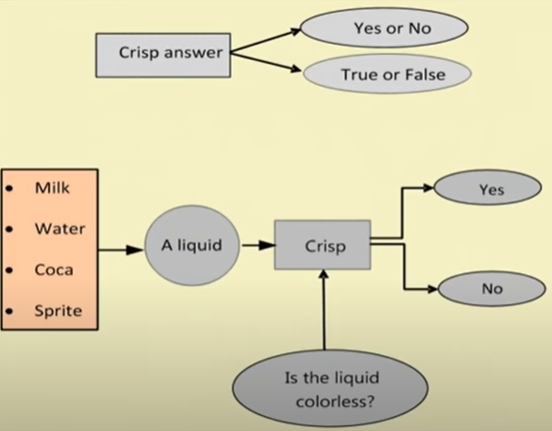 Crisp answer
Yes or No
True or False
• Milk
• Water
• Coca
• Sprite
A liquid
Crisp
Yes
No
Is the liquid
colorless?